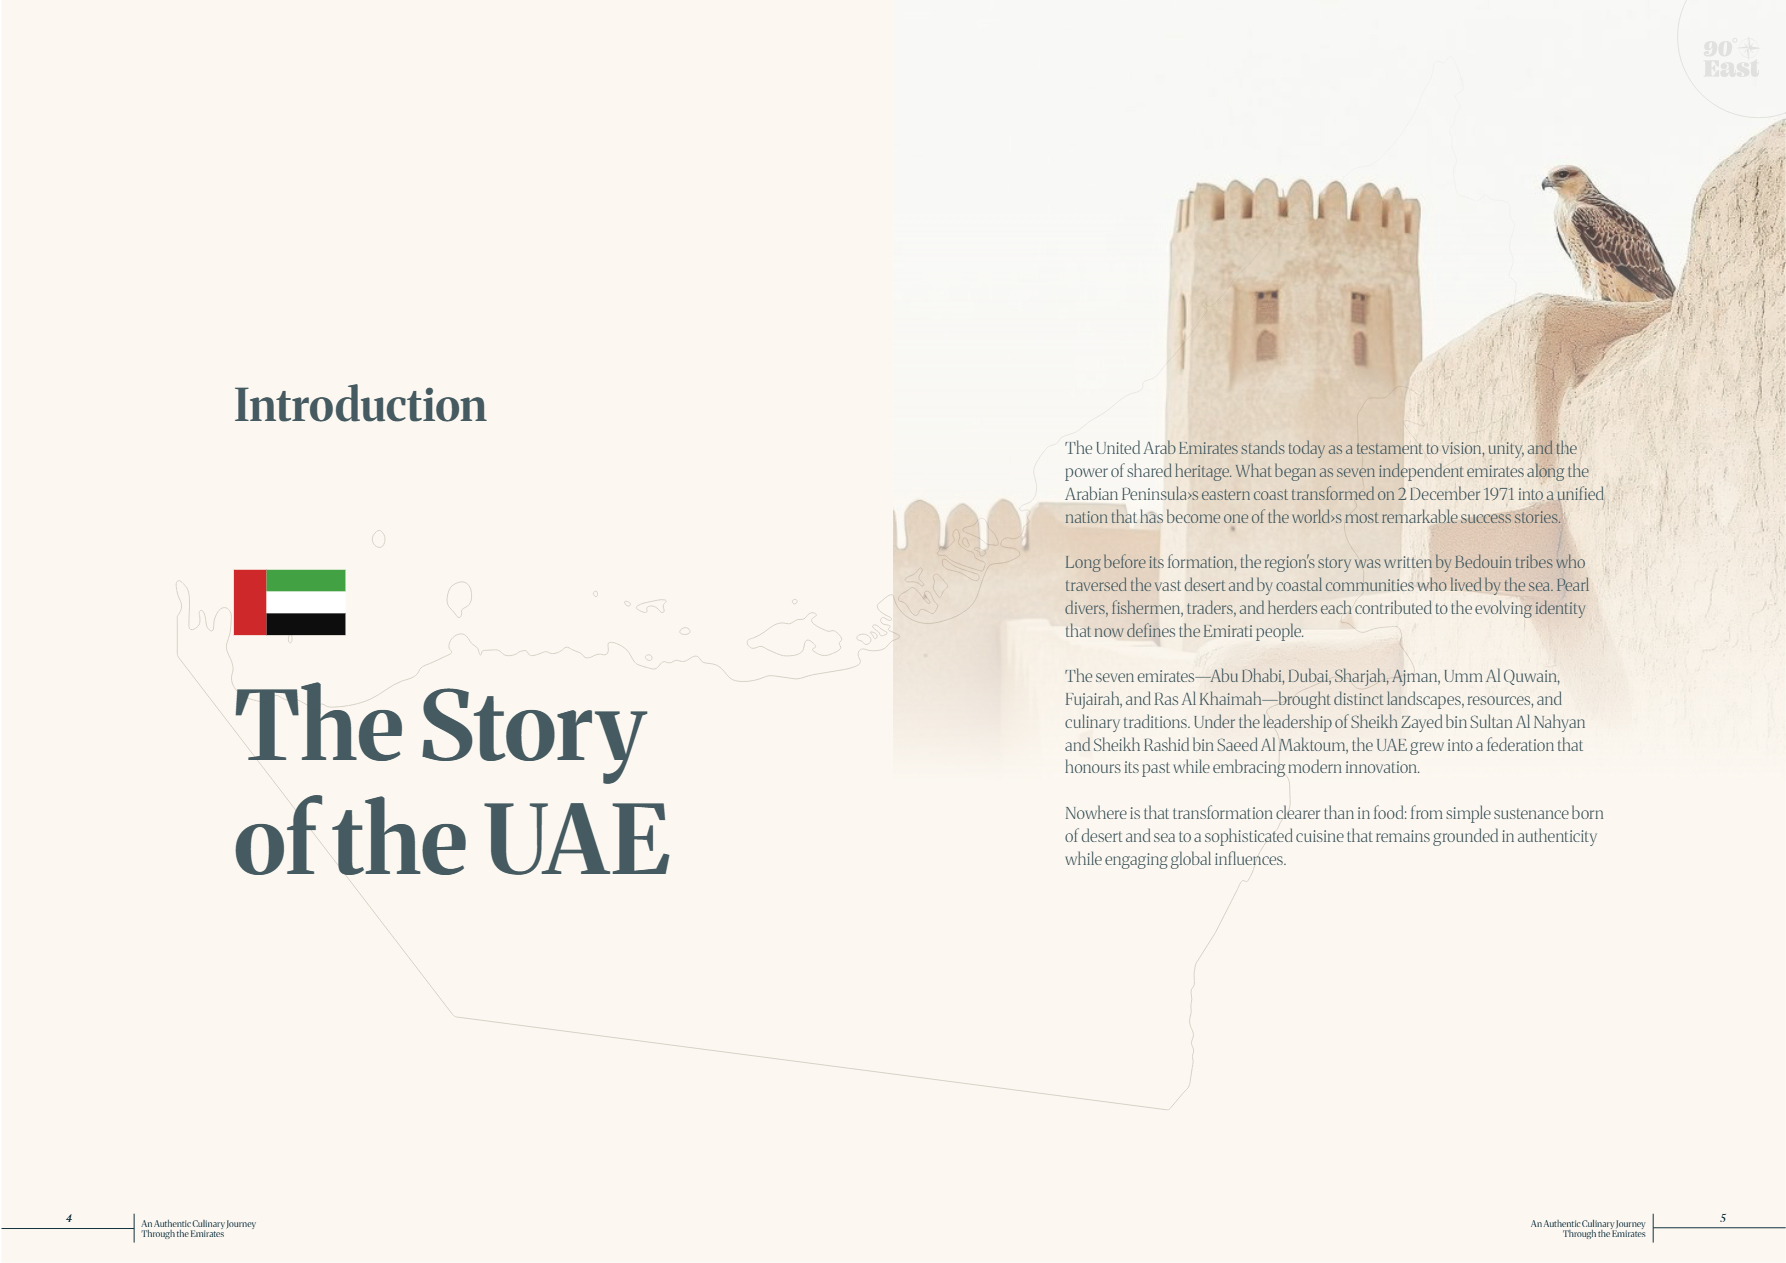 90° East
Introduction
The Story
of the UAE
The United Arab Emirates stands today as a testament to vision, unity, and the
power of shared heritage. What began as seven independent emirates along the
Arabian Peninsula›s eastern coast transformed on 2 December 1971 into a unified
nation that has become one of the world›s most remarkable success stories.
Long before its formation, the region's story was written by Bedouin tribes who
traversed the vast desert and by coastal communities who lived by the sea. Pearl
divers, fishermen, traders, and herders each contributed to the evolving identity
that now defines the Emirati people.
The seven emirates—Abu Dhabi, Dubai, Sharjah, Ajman, Umm Al Quwain,
Fujairah, and Ras Al Khaimah—brought distinct landscapes, resources, and
culinary traditions. Under the leadership of Sheikh Zayed bin Sultan Al Nahyan
and Sheikh Rashid bin Saeed Al Maktoum, the UAE grew into a federation that
honours its past while embracing modern innovation.
Nowhere is that transformation clearer than in food: from simple sustenance born
of desert and sea to a sophisticated cuisine that remains grounded in authenticity
while engaging global influences.
4
An Authentic Culinary Journey
Through the Emirates
An Authentic Culinary Journey
Through the Emirates
5